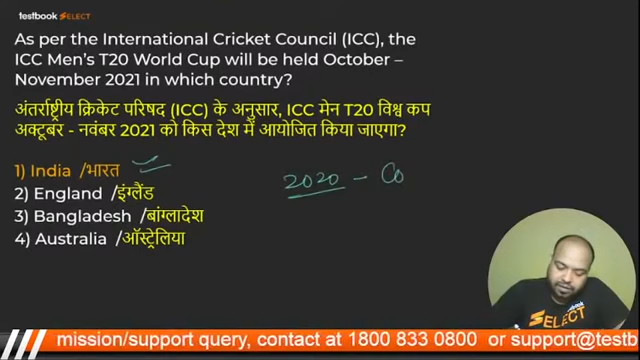 testbook SELECT
As per the International Cricket Council (ICC), the
ICC Men's T20 World Cup will be held October –
November 2021 in which country?
अंतर्राष्ट्रीय क्रिकेट परिषद (ICC) के अनुसार, ICC मेन T20 विश्व कप
अक्टूबर - नवंबर 2021 को किस देश में आयोजित किया जाएगा?
1) India /भारत
2) England /इंग्लैंड
3) Bangladesh /बांग्लादेश
4) Australia /ऑस्ट्रेलिया
2020 – Co
SELECT
mission/support query, contact at 1800 833 0800 or support@testb